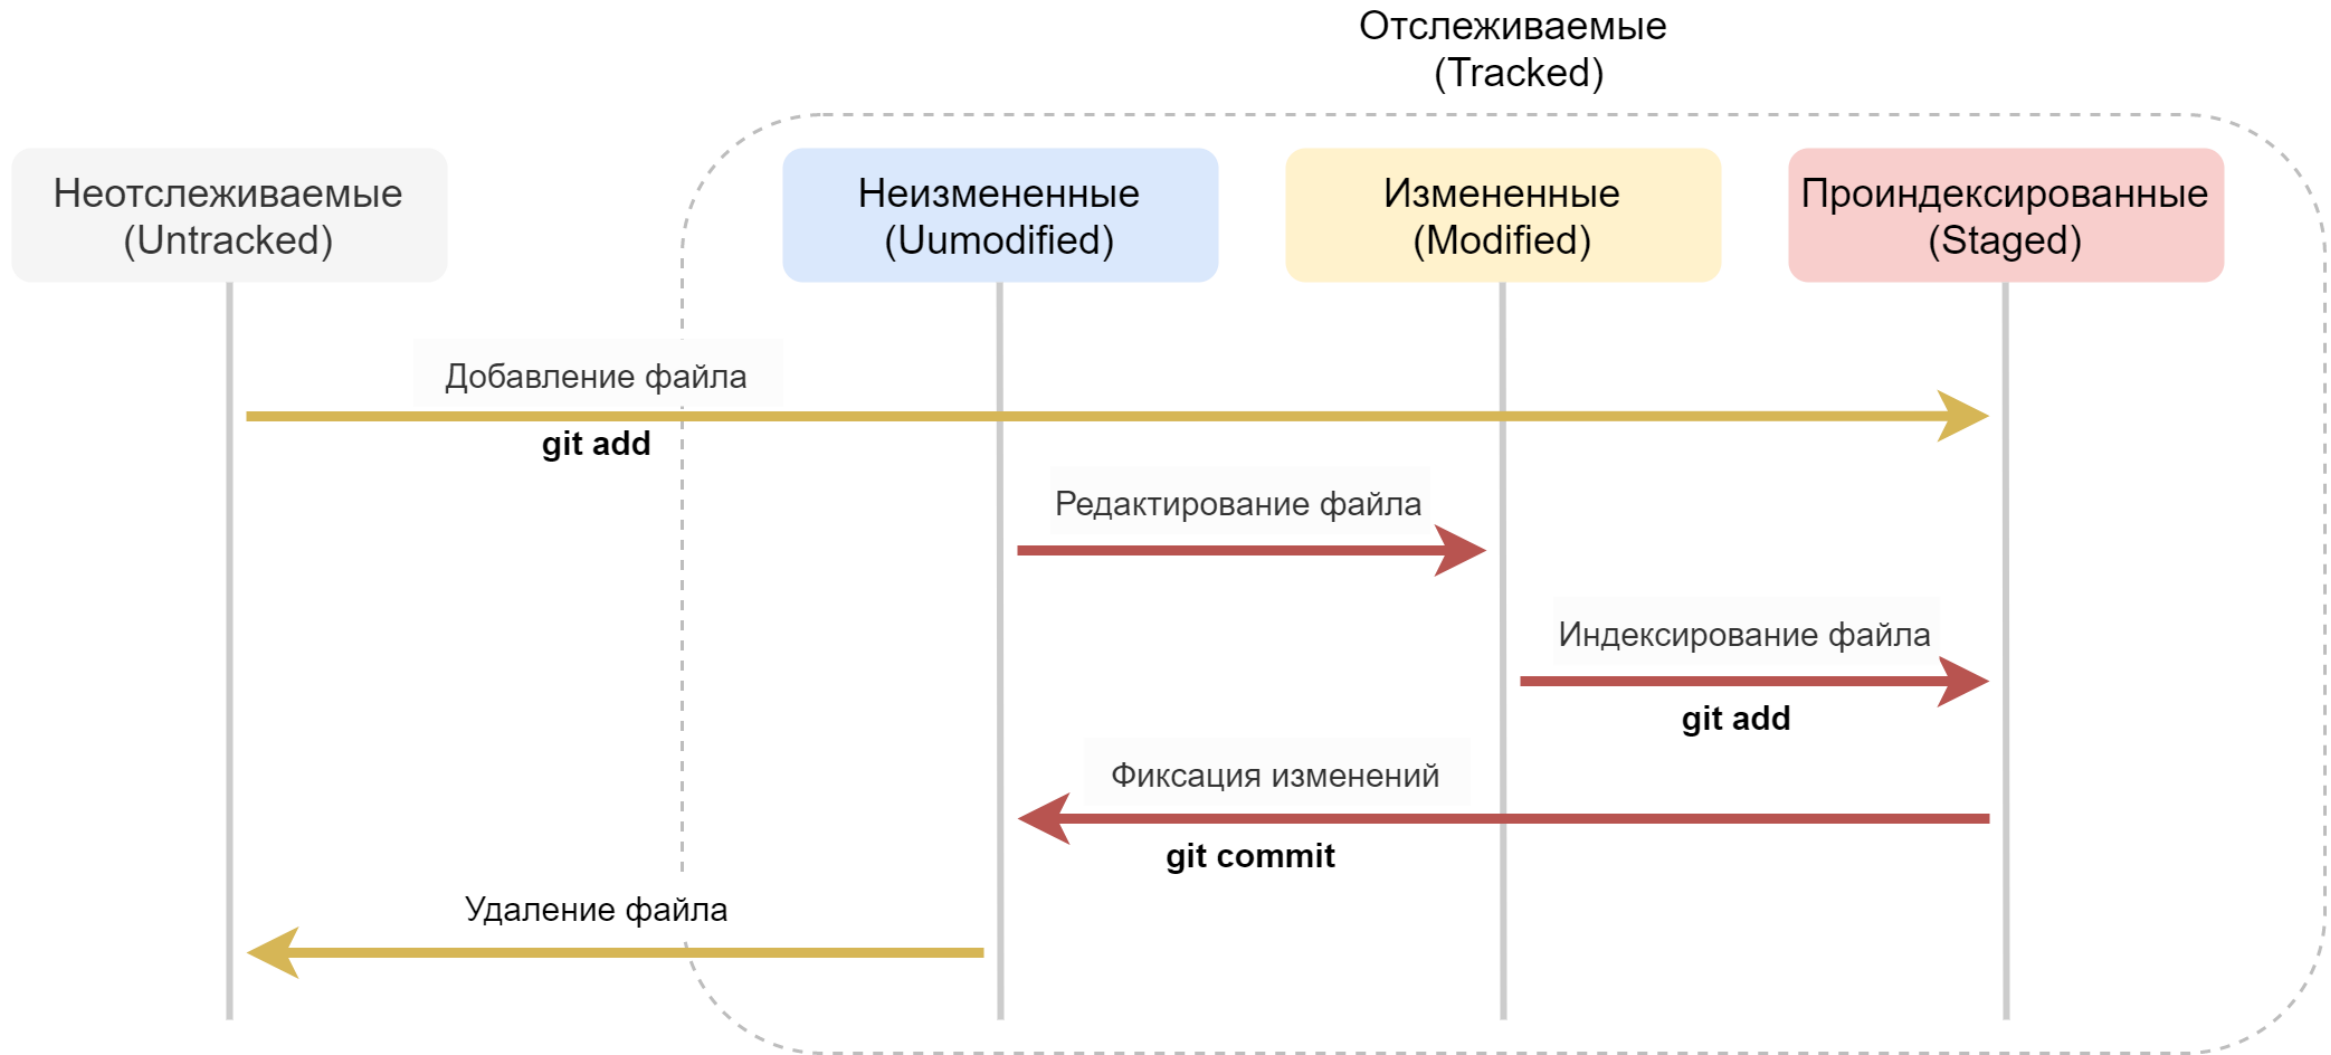 Отслеживаемые
(Tracked)
Неотслеживаемые
(Untracked)
Неизмененные
(Uumodified)
Измененные
(Modified)
Проиндексированные
(Staged)
Добавление файла
git add
Редактирование файла
Индексирование файла
git add
Фиксация изменений
git commit
Удаление файла